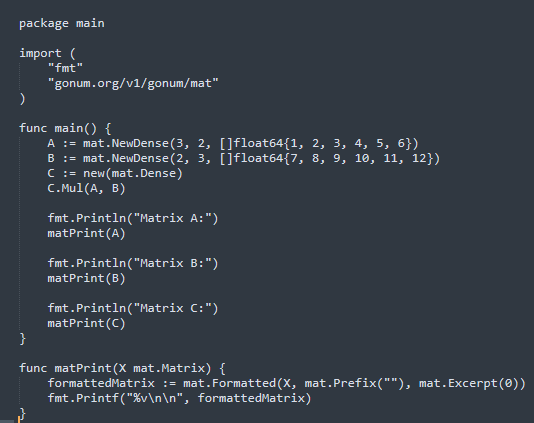 package main
import (
    "fmt"
    "gonum.org/v1/gonum/mat"
)
func main() {
    A := mat.NewDense(3, 2, []float64{1, 2, 3, 4, 5, 6})
    B := mat.NewDense(2, 3, []float64{7, 8, 9, 10, 11, 12})
    C := new(mat.Dense)
    C.Mul(A, B)
    fmt.Println("Matrix A:")
    matPrint(A)
    fmt.Println("Matrix B:")
    matPrint(B)
    fmt.Println("Matrix C:")
    matPrint(C)
}
func matPrint(X mat.Matrix) {
    formattedMatrix := mat.Formatted(X, mat.Prefix(""), mat.Excerpt(0))
    fmt.Printf("%v\n\n", formattedMatrix)
}